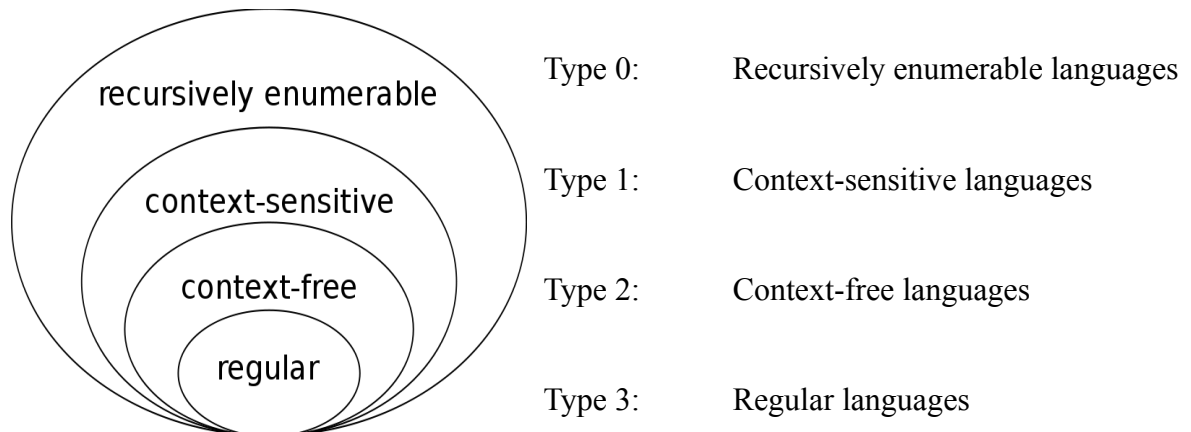 recursively enumerable
context-sensitive
context-free
regular
Type 0: Recursively enumerable languages
Type 1: Context-sensitive languages
Type 2: Context-free languages
Type 3: Regular languages